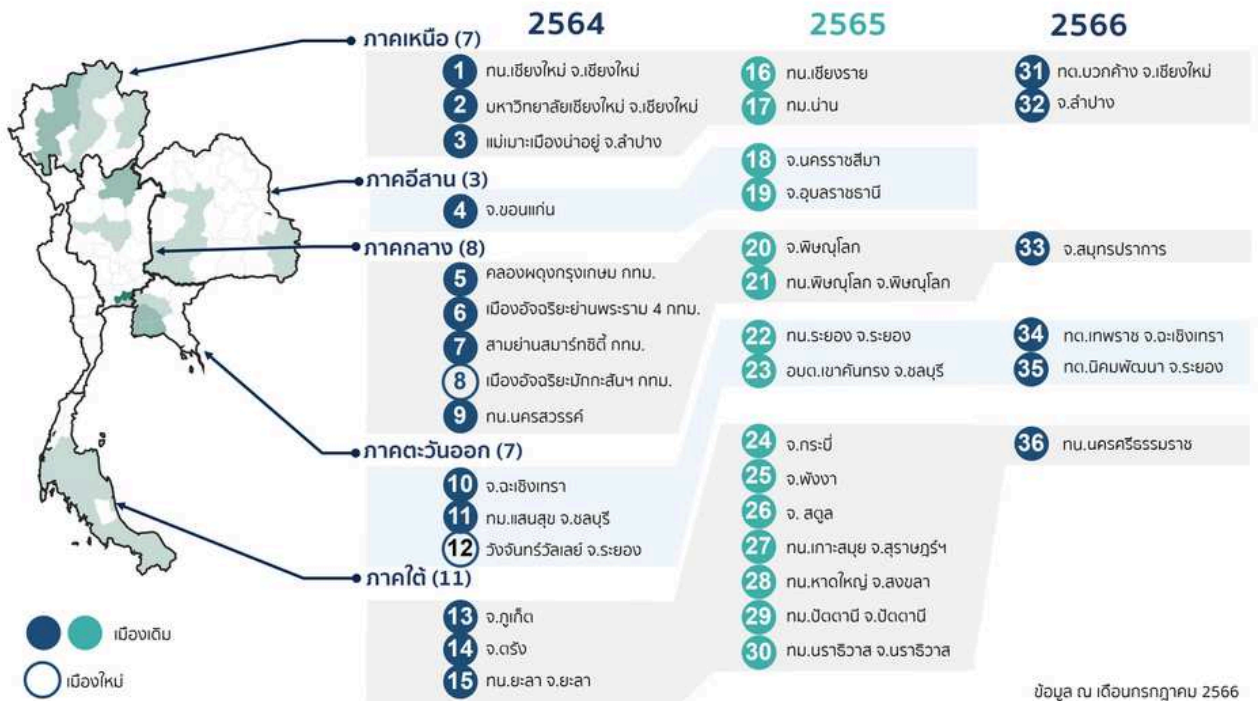 2564
2565
2566
ภาคเหนือ (7)
1 ทน.เชียงใหม่ จ.เชียงใหม่
2 มหาวิทยาลัยเชียงใหม่ จ.เชียงใหม่
3 แม่เมาะเมืองน่าอยู่ จ.ลำปาง
16 ทน.เชียงราย
17 ทม.น่าน
31 ทต.บวกค้าง จ.เชียงใหม่
32 จ.ลำปาง
ภาคอีสาน (3)
4 จ.ขอนแก่น
18 จ.นครราชสีมา
19 จ.อุบลราชธานี
ภาคกลาง (8)
5 คลองผดุงกรุงเกษม กทม.
6 เมืองอัจฉริยะย่านพระราม 4 กทม.
7 สามย่านสมาร์ทซิตี้ กทม.
8 เมืองอัจฉริยะมักกะสันฯ กทม.
9 ทน.นครสวรรค์
20 จ.พิษณุโลก
21 ทน.พิษณุโลก จ.พิษณุโลก
33 จ.สมุทรปราการ
ภาคตะวันออก (7)
10 จ.ฉะเชิงเทรา
11 ทม.แสนสุข จ.ชลบุรี
12 วังจันทร์วัลเลย์ จ.ระยอง
22 ทน.ระยอง จ.ระยอง
23 อบต.เขาคันทรง จ.ชลบุรี
34 ทต.เทพราช จ.ฉะเชิงเทรา
35 ทต.นิคมพัฒนา จ.ระยอง
ภาคใต้ (11)
13 จ.ภูเก็ต
14 จ.ตรัง
15 ทน.ยะลา จ.ยะลา
24 จ.กระบี่
25 จ.พังงา
26 จ. สตูล
27 ทน.เกาะสมุย จ.สุราษฎร์ฯ
28 ทน.หาดใหญ่ จ.สงขลา
29 ทม.ปัตตานี จ.ปัตตานี
30 ทม.นราธิวาส จ.นราธิวาส
36 ทน.นครศรีธรรมราช
เมืองเดิม
เมืองใหม่
ข้อมูล ณ เดือนกรกฎาคม 2566